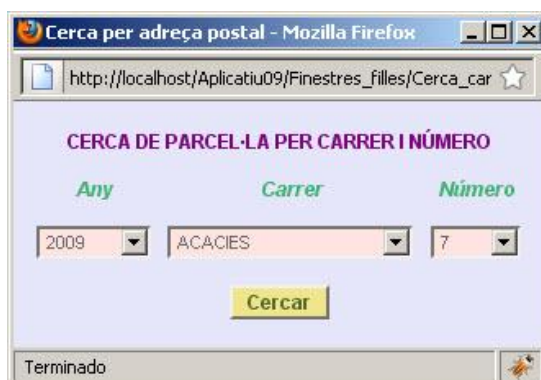 Cerca per adreça postal - Mozilla Firefox
http://localhost/Aplicatiu09/Finestres_filles/Cerca_car
CERCA DE PARCEL·LA PER CARRER I NÚMERO
Any Carrer Número
2009 ACACIES 7
Cercar
Terminado